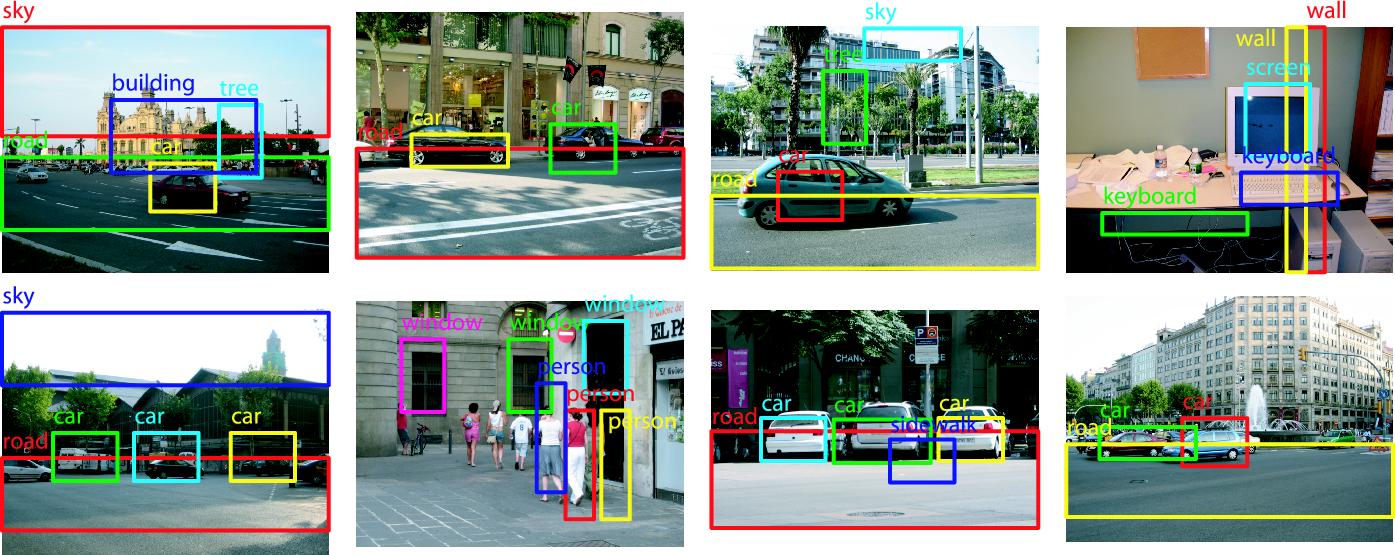 sky
building
tree
road
car
car
car
road
sky
tree
car
road
wall
wall
screen
keyboard
keyboard
sky
car
car
car
road
window
window
window
person
person
person
EL PA
P
CHANG
car
car
car
road
sidewalk
car
car
road